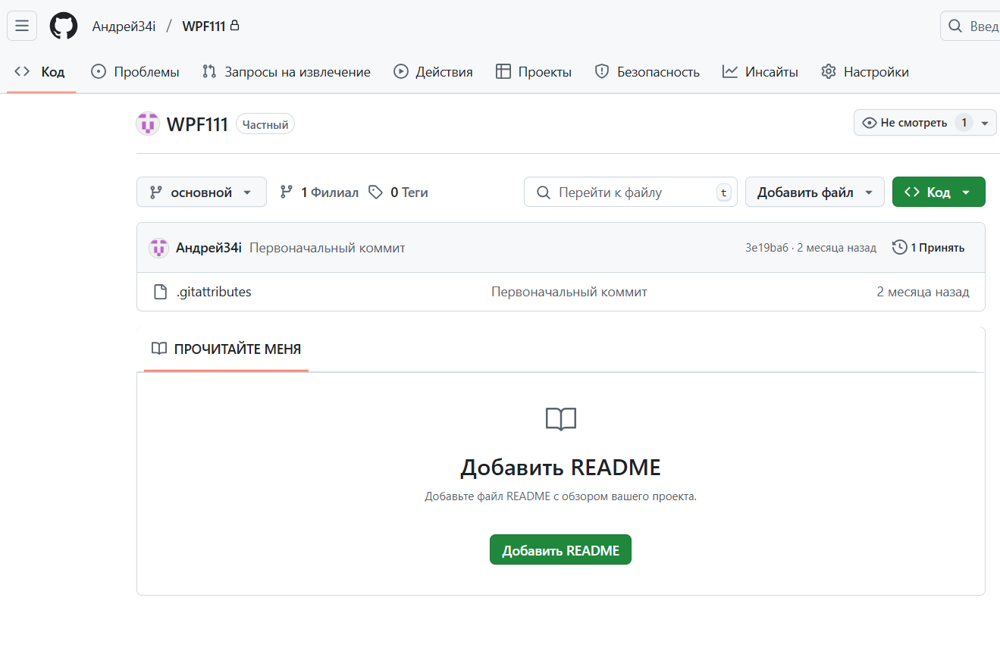 Андрей34i / WPF111
Введ
Код Проблемы Запросы на извлечение Действия Проекты Безопасность Инсайты Настройки
WPF111 Частный
Не смотреть 1
основной 1 Филиал 0 Теги Перейти к файлу t Добавить файл Код
Андрей34i Первоначальный коммит 3e19ba6 · 2 месяца назад 1 Принять
.gitattributes Первоначальный коммит 2 месяца назад
ПРОЧИТАЙТЕ МЕНЯ
Добавить README
Добавьте файл README с обзором вашего проекта.
Добавить README